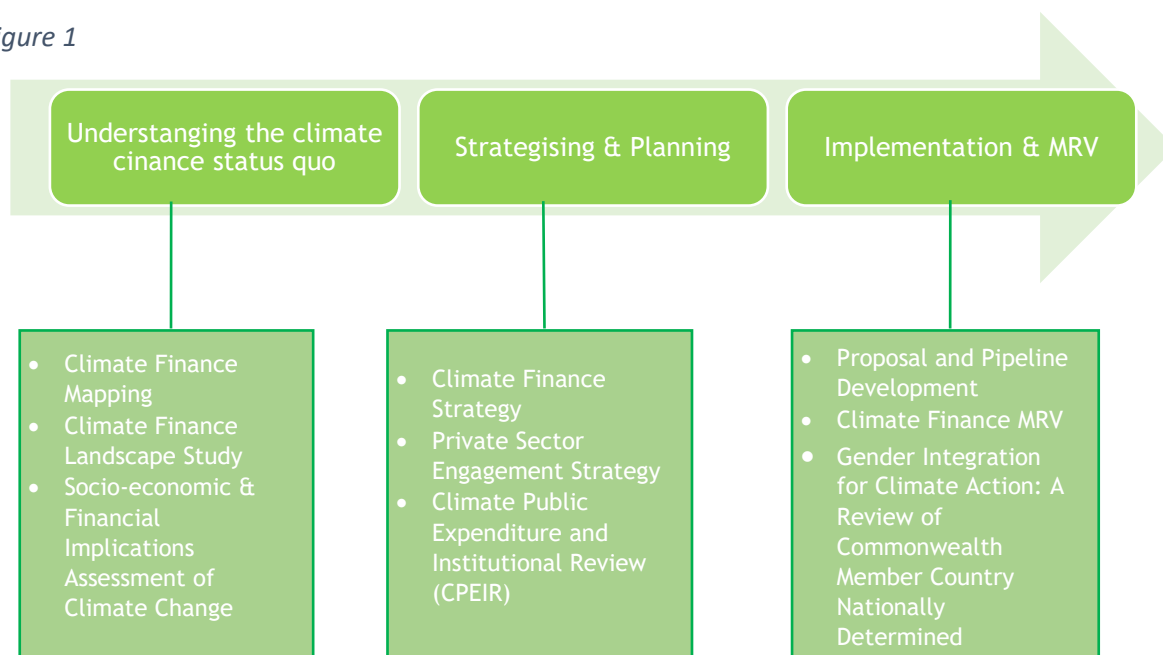 igure 1
Understanging the climate
cinance status quo
Strategising & Planning
Implementation & MRV
• Climate Finance
Mapping
• Climate Finance
Landscape Study
• Socio-economic &
Financial
Implications
Assessment of
Climate Change
• Climate Finance
Strategy
• Private Sector
Engagement Strategy
• Climate Public
Expenditure and
Institutional Review
(CPEIR)
• Proposal and Pipeline
Development
• Climate Finance MRV
• Gender Integration
for Climate Action: A
Review of
Commonwealth
Member Country
Nationally
Determined